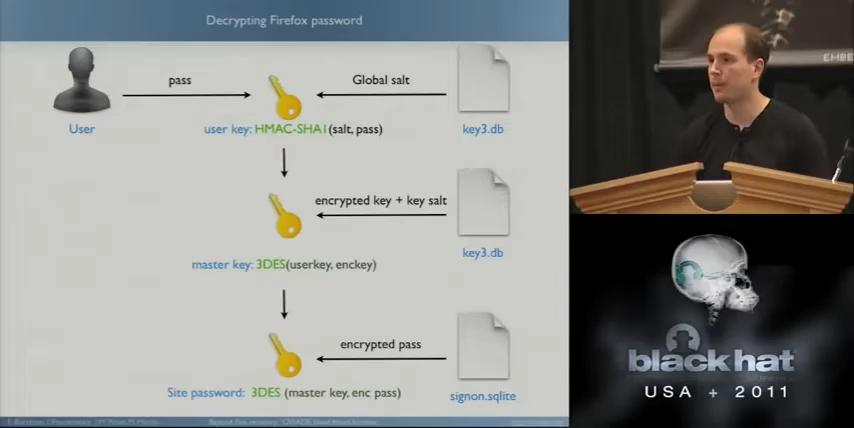 Decrypting Firefox password
pass
Global salt
User
user key: HMAC-SHA1(salt, pass)
key3.db
encrypted key + key salt
key3.db
master key: 3DES(userkey, enckey)
encrypted pass
Site password: 3DES (master key, enc pass)
signon.sqlite
EMBE
black hat
USA + 2011